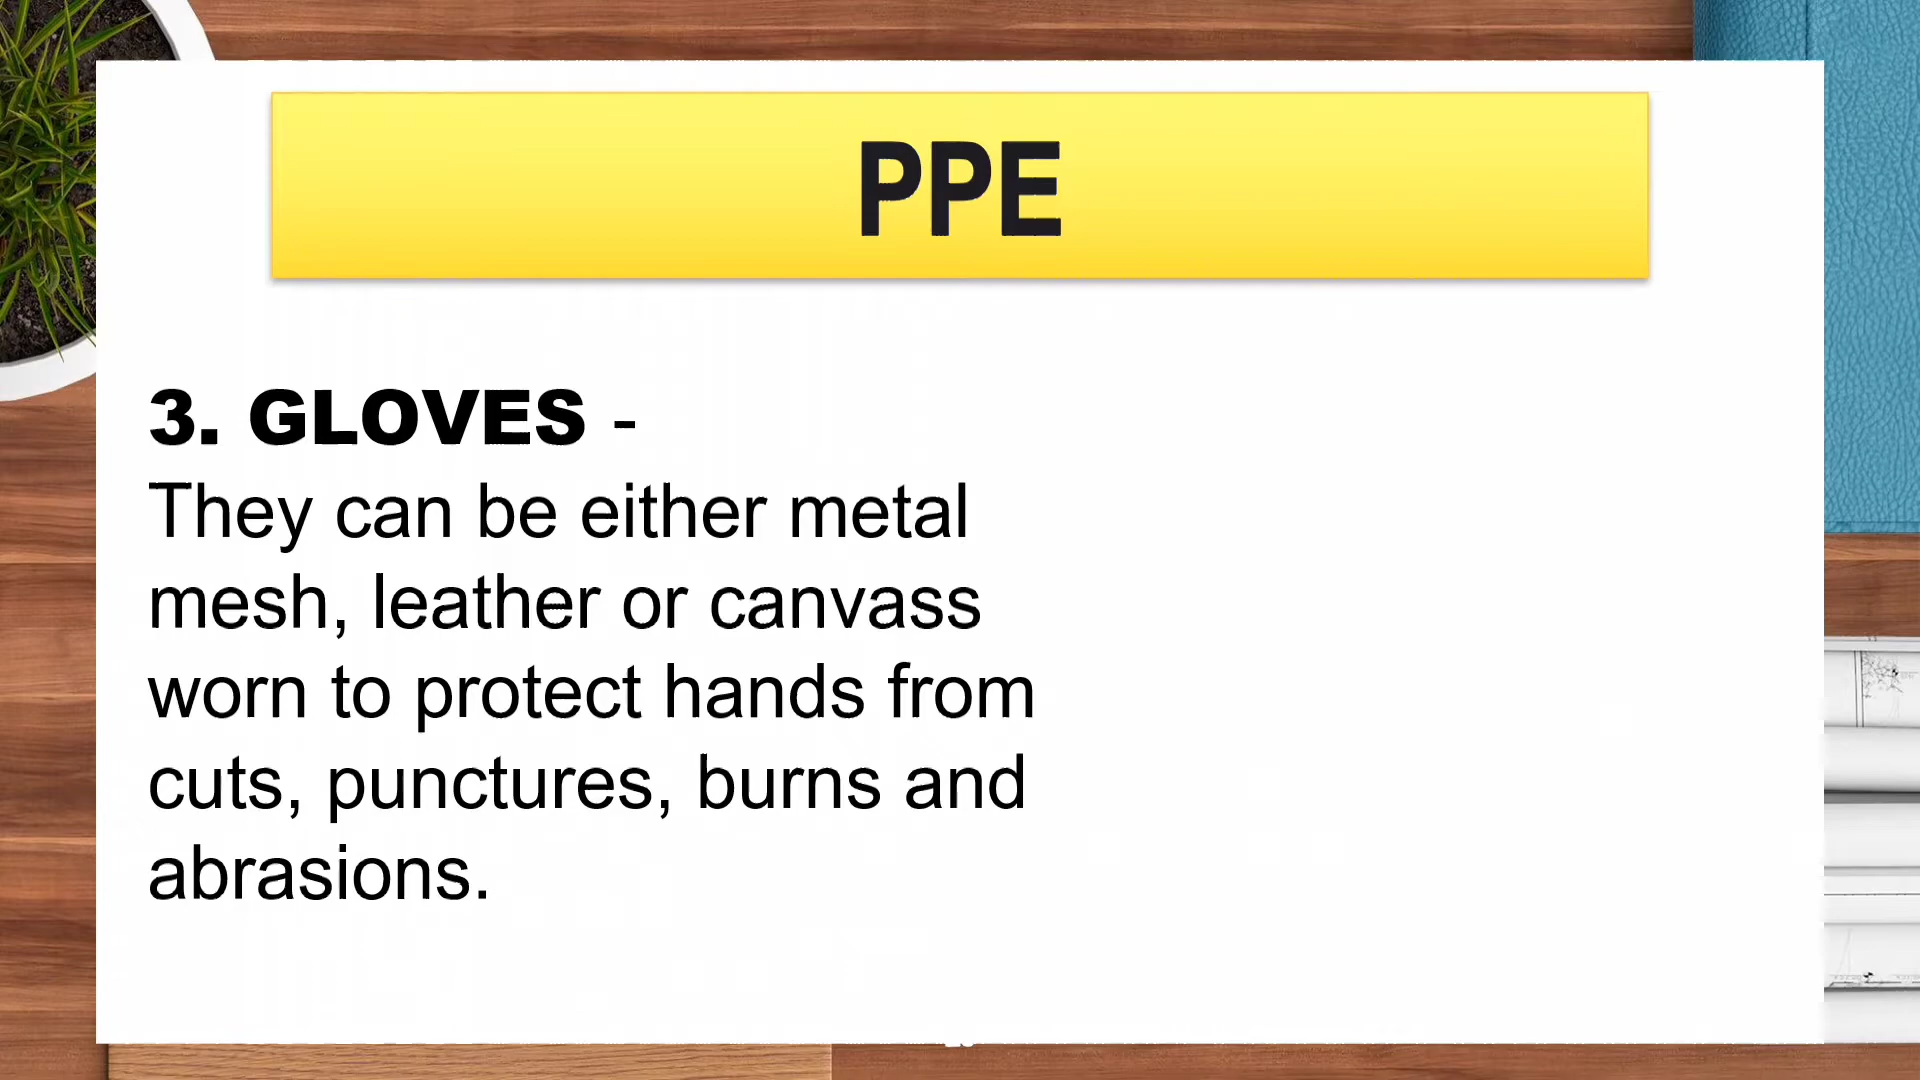 PPE
3. GLOVES -
They can be either metal
mesh, leather or canvass
worn to protect hands from
cuts, punctures, burns and
abrasions.